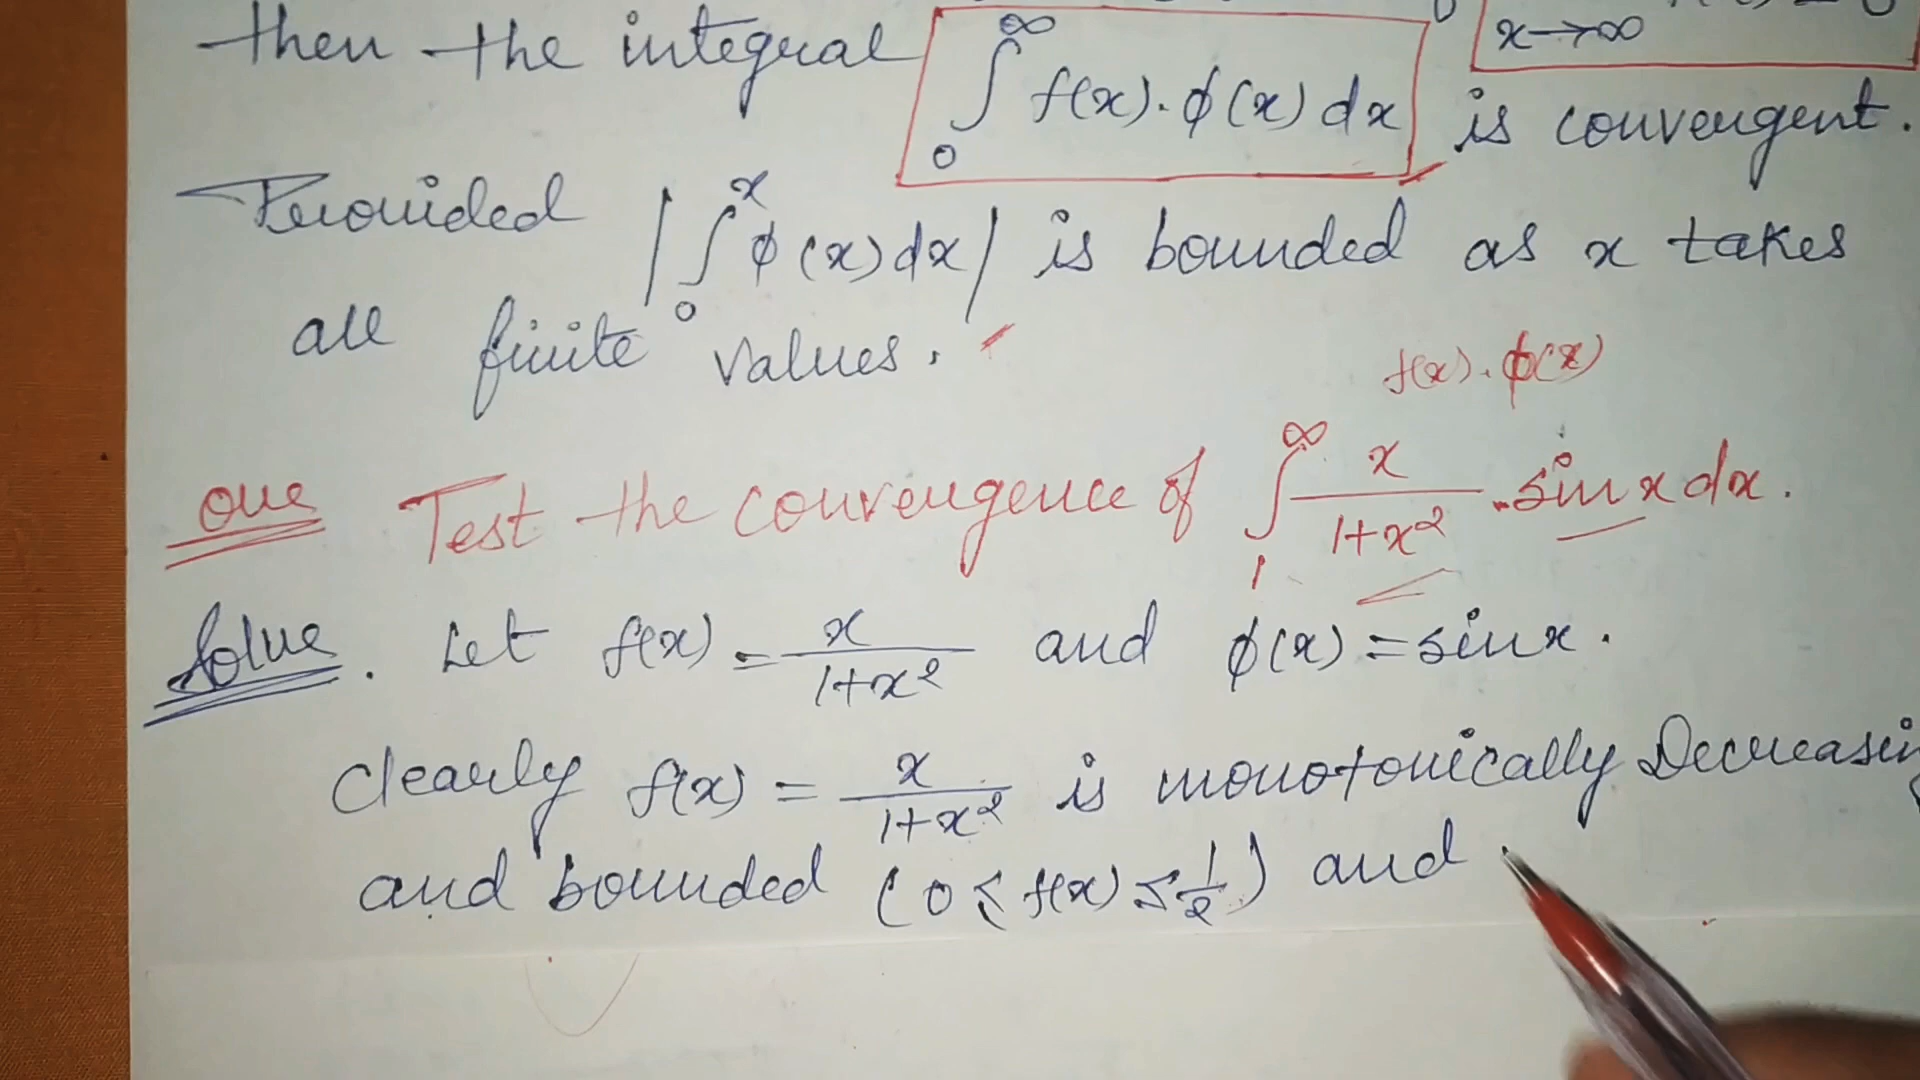 then the integral ∫₀^∞ f(x). ϕ(x) dx is convergent. x→∞
Provided |∫₀^x ϕ(x) dx| is bounded as x takes
all finite values.
f(x). ϕ(x)
que Test the convergence of ∫₁^∞ x/(1+x²) . sin x dx.
Solve. Let f(x) = x/(1+x²) and ϕ(x) = sin x.
Clearly f(x) = x/(1+x²) is monotonically Decreasin
and bounded (0 ≤ f(x) ≤ 1/2) and